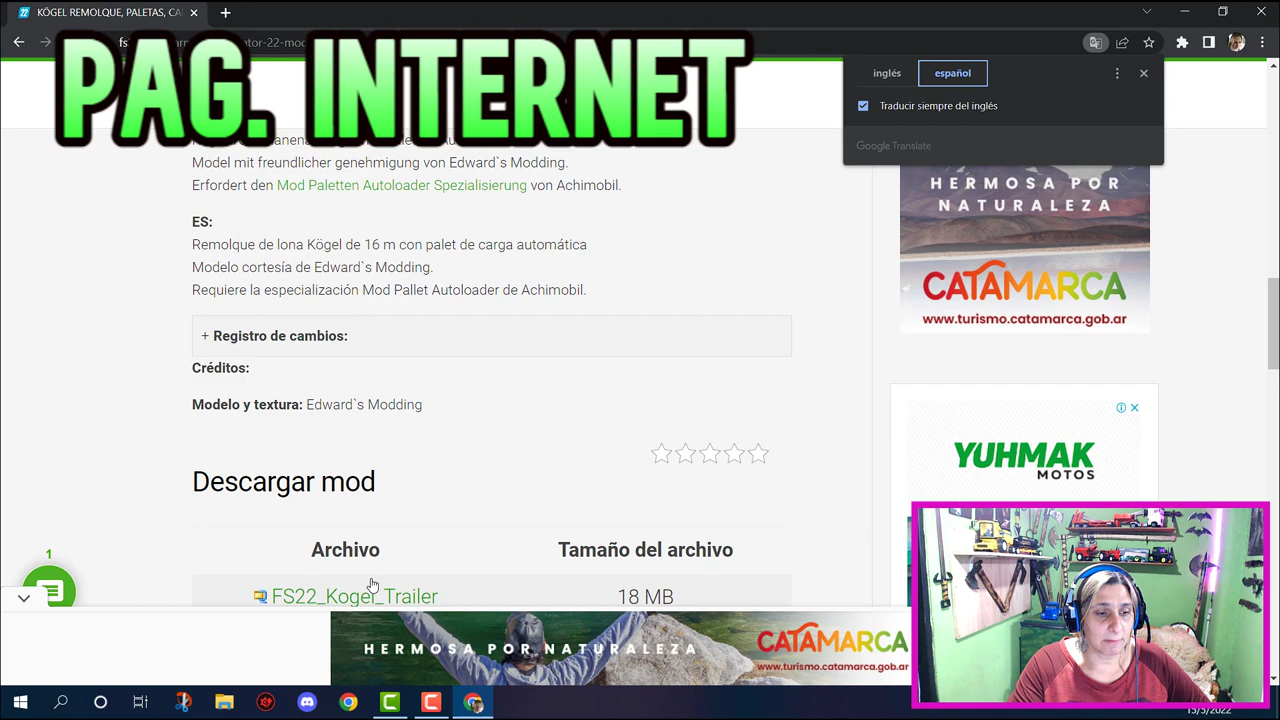 KÖGEL REMOLQUE, PALETAS, CA
PAG. INTERNET
inglés
español
Traducir siempre del inglés
Google Translate
Model mit freundlicher genehmigung von Edward`s Modding.
Erfordert den Mod Paletten Autoloader Spezialisierung von Achimobil.
ES:
Remolque de lona Kögel de 16 m con palet de carga automática
Modelo cortesía de Edward`s Modding.
Requiere la especialización Mod Pallet Autoloader de Achimobil.
+ Registro de cambios:
Créditos:
Modelo y textura: Edward`s Modding
Descargar mod
Archivo
Tamaño del archivo
FS22_Kogel_Trailer
18 MB
1
HERMOSA POR
NATURALEZA
CATAMARCA
www.turismo.catamarca.gob.ar
YUHMAK
MOTOS
HERMOSA POR NATURALEZA
CATAMARCA
www.turismo.catamarca.gob.ar
15/5/2022